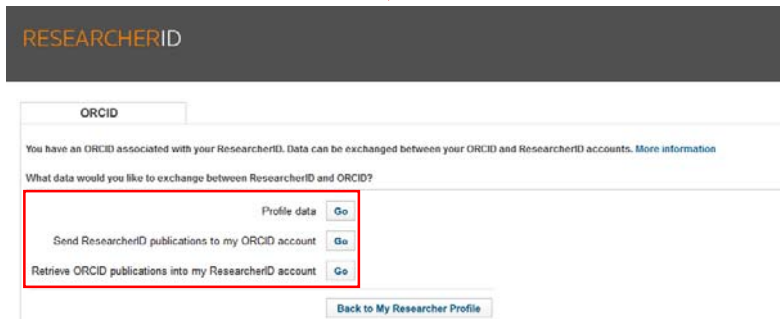 RESEARCHERID
ORCID
You have an ORCID associated with your ResearcherID. Data can be exchanged between your ORCID and ResearcherID accounts. More information
What data would you like to exchange between ResearcherID and ORCID?
Profile data Go
Send ResearcherID publications to my ORCID account Go
Retrieve ORCID publications into my ResearcherID account Go
Back to My Researcher Profile